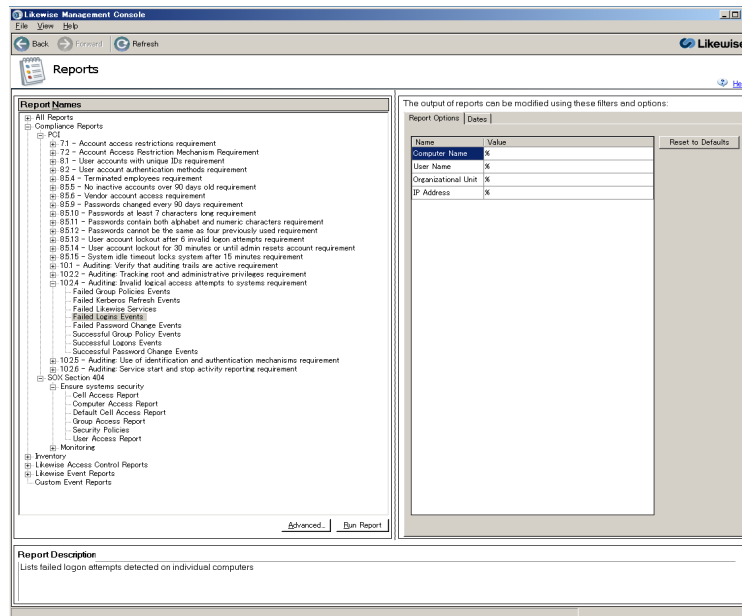 Likewise Management Console
File View Help
Back Forward Refresh
Likewise
Reports
He
Report Names
All Reports
Compliance Reports
PCI
7.1 - Account access restrictions requirement
7.2 - Account Access Restriction Mechanism Requirement
8.1 - User accounts with unique IDs requirement
8.2 - User account authentication methods requirement
8.5.4 - Terminated employees requirement
8.5.5 - No inactive accounts over 90 days old requirement
8.5.6 - Vendor account access requirement
8.5.9 - Passwords changed every 90 days requirement
8.5.10 - Passwords at least 7 characters long requirement
8.5.11 - Passwords contain both alphabet and numeric characters requirement
8.5.12 - Passwords cannot be the same as four previously used requirement
8.5.13 - User account lockout after 6 invalid logon attempts requirement
8.5.14 - User account lockout for 30 minutes or until admin resets account requirement
8.5.15 - System idle timeout locks system after 15 minutes requirement
10.1 - Auditing: Verify that auditing trails are active requirement
10.2.2 - Auditing: Tracking root and administrative privileges requirement
10.2.4 - Auditing: Invalid logical access attempts to systems requirement
Failed Group Policies Events
Failed Kerberos Refresh Events
Failed Likewise Services
Failed Logins Events
Failed Password Change Events
Successful Group Policy Events
Successful Logons Events
Successful Password Change Events
10.2.5 - Auditing: Use of identification and authentication mechanisms requirement
10.2.6 - Auditing: Service start and stop activity reporting requirement
SOX Section 404
Ensure systems security
Cell Access Report
Computer Access Report
Default Cell Access Report
Group Access Report
Security Policies
User Access Report
Monitoring
Inventory
Likewise Access Control Reports
Likewise Event Reports
Custom Event Reports
Advanced... Run Report
The output of reports can be modified using these filters and options:
Report Options Dates
Name Value
Computer Name %
User Name %
Organizational Unit %
IP Address %
Reset to Defaults
Report Description
Lists failed logon attempts detected on individual computers